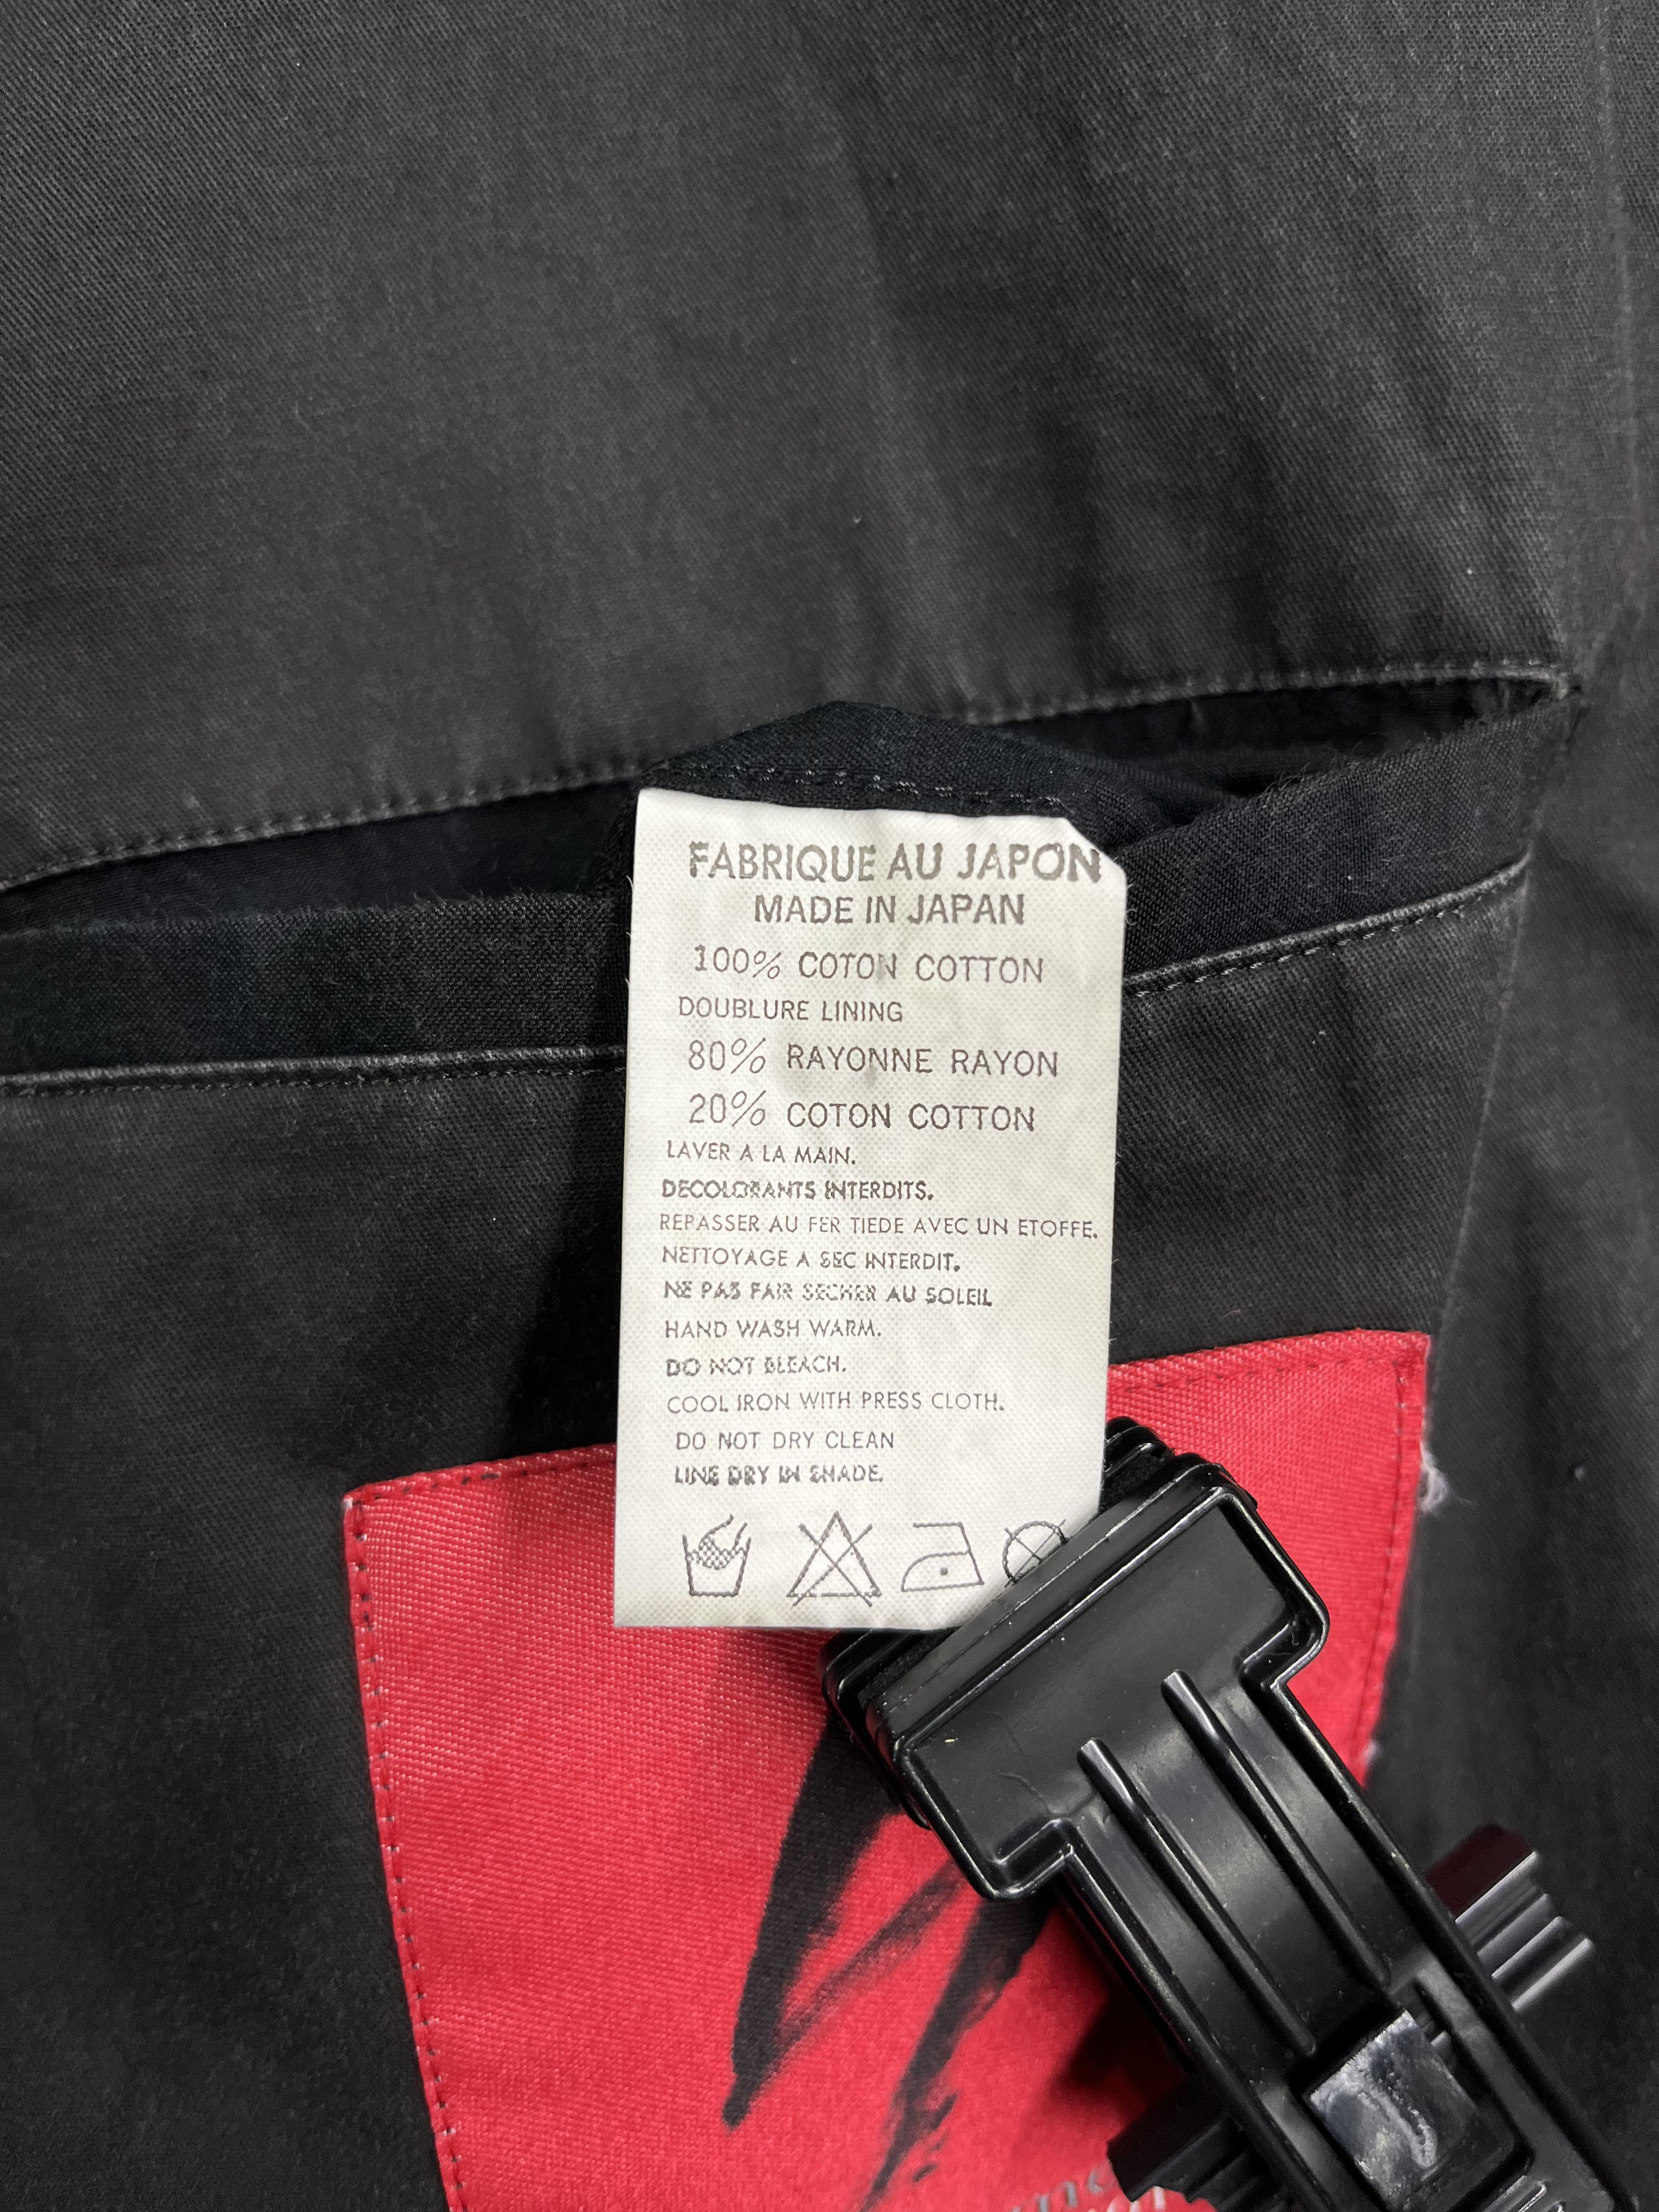 FABRIQUE AU JAPON
MADE IN JAPAN
100% COTON COTTON
DOUBLURE LINING
80% RAYONNE RAYON
20% COTON COTTON
LAVER A LA MAIN.
DECOLORANTS INTERDITS.
REPASSER AU FER TIEDE AVEC UN ETOFFE.
NETTOYAGE A SEC INTERDIT.
NE PAS FAIR SECHER AU SOLEIL
HAND WASH WARM.
DO NOT BLEACH.
COOL IRON WITH PRESS CLOTH.
DO NOT DRY CLEAN
LINE DRY IN SHADE.